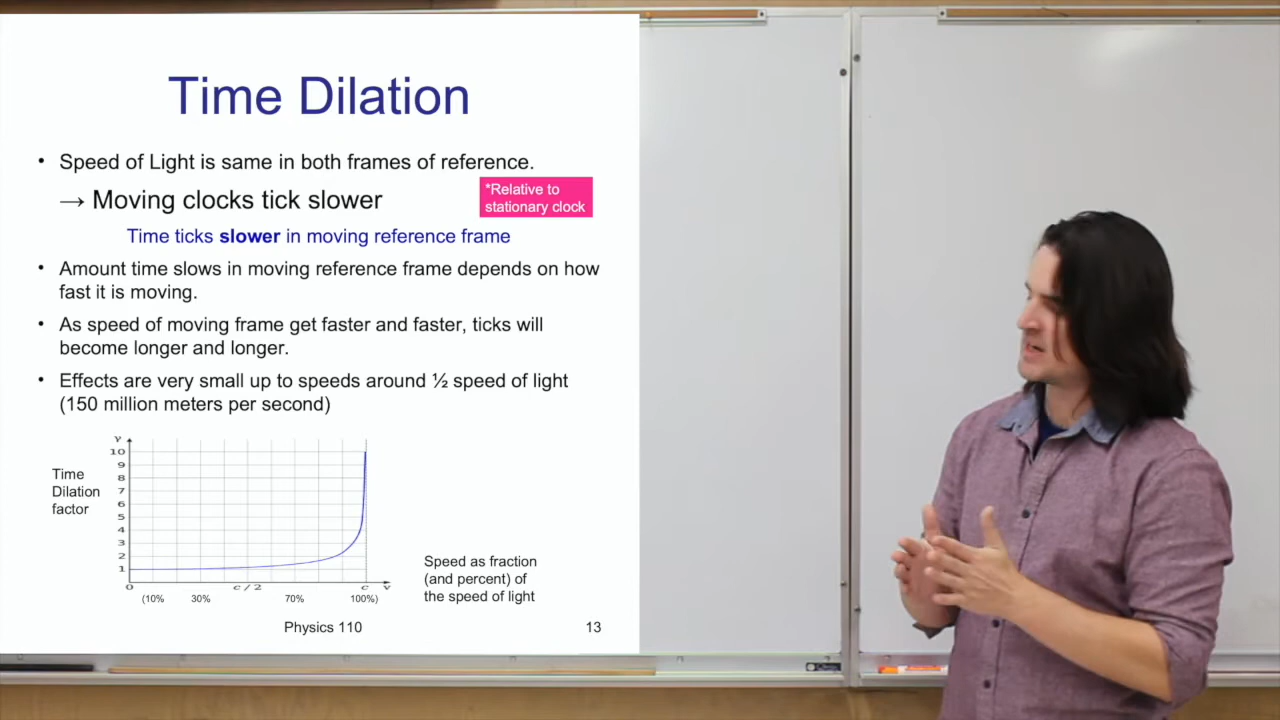 Time Dilation
• Speed of Light is same in both frames of reference.
→ Moving clocks tick slower
*Relative to
stationary clock
Time ticks slower in moving reference frame
• Amount time slows in moving reference frame depends on how
fast it is moving.
• As speed of moving frame get faster and faster, ticks will
become longer and longer.
• Effects are very small up to speeds around ½ speed of light
(150 million meters per second)
Time
Dilation
factor
γ
10
9
8
7
6
5
4
3
2
1
0 c/2 c v
(10% 30% 70% 100%)
Speed as fraction
(and percent) of
the speed of light
Physics 110 13